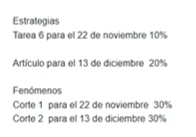 Estrategias
Tarea 6 para el 22 de noviembre 10%
Artículo para el 13 de diciembre 20%
Fenómenos
Corte 1 para el 22 de noviembre 30%
Corte 2 para el 13 de diciembre 30%